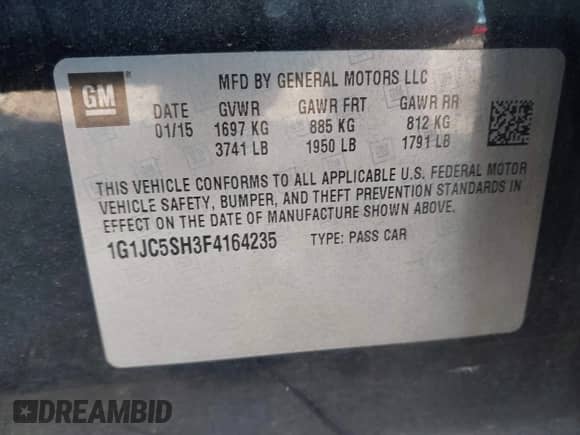 GM ®
MFD BY GENERAL MOTORS LLC
DATE GVWR GAWR FRT GAWR RR
01/15 1697 KG 885 KG 812 KG
3741 LB 1950 LB 1791 LB
THIS VEHICLE CONFORMS TO ALL APPLICABLE U.S. FEDERAL MOTOR
VEHICLE SAFETY, BUMPER, AND THEFT PREVENTION STANDARDS IN
EFFECT ON THE DATE OF MANUFACTURE SHOWN ABOVE.
1G1JC5SH3F4164235 TYPE: PASS CAR
DREAMBID